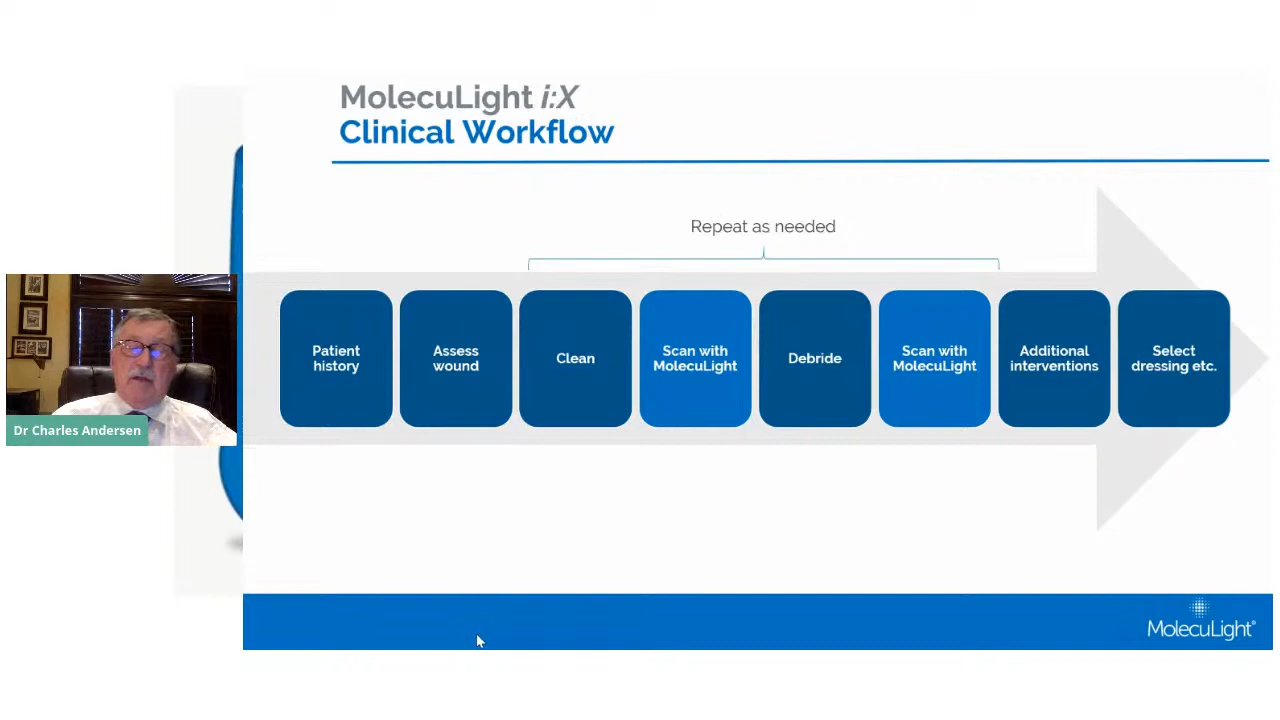 MolecuLight i:X
Clinical Workflow
Repeat as needed
Patient
history
Assess
wound
Clean
Scan with
MolecuLight
Debride
Scan with
MolecuLight
Additional
interventions
Select
dressing etc.
Dr Charles Andersen
MolecuLight®